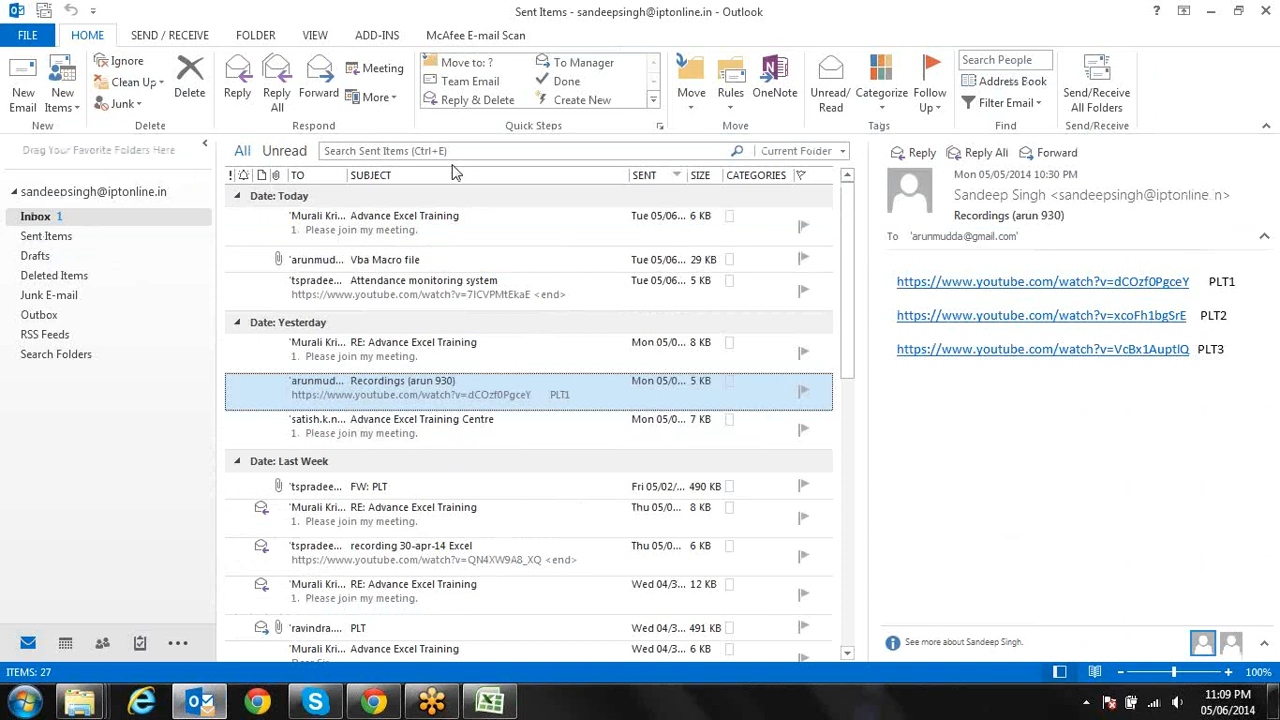 Sent Items - sandeepsingh@iptonline.in - Outlook
FILE HOME SEND / RECEIVE FOLDER VIEW ADD-INS McAfee E-mail Scan
New Email
New Items
New
Ignore
Clean Up
Junk
Delete
Delete
Reply
Reply All
Forward
Meeting
More
Respond
Move to: ?
Team Email
Reply & Delete
To Manager
Done
Create New
Quick Steps
Move
Rules
OneNote
Move
Unread/ Read
Categorize
Follow Up
Tags
Search People
Address Book
Filter Email
Find
Send/Receive All Folders
Send/Receive
Drag Your Favorite Folders Here
sandeepsingh@iptonline.in
Inbox 1
Sent Items
Drafts
Deleted Items
Junk E-mail
Outbox
RSS Feeds
Search Folders
All Unread Search Sent Items (Ctrl+E) Current Folder
TO SUBJECT SENT SIZE CATEGORIES
Date: Today
'Murali Kri... Advance Excel Training Tue 05/06... 6 KB
1. Please join my meeting.
'arunmud... Vba Macro file Tue 05/06... 29 KB
'tspradee... Attendance monitoring system Tue 05/06... 5 KB
https://www.youtube.com/watch?v=7ICVPMtEkaE <end>
Date: Yesterday
'Murali Kri... RE: Advance Excel Training Mon 05/0... 8 KB
1. Please join my meeting.
'arunmud... Recordings (arun 930) Mon 05/0... 5 KB
https://www.youtube.com/watch?v=dCOzf0PgceY PLT1
'satish.k.n... Advance Excel Training Centre Mon 05/0... 7 KB
1. Please join my meeting.
Date: Last Week
'tspradee... FW: PLT Fri 05/02/... 490 KB
'Murali Kri... RE: Advance Excel Training Thu 05/0... 8 KB
1. Please join my meeting.
'tspradee... recording 30-apr-14 Excel Thu 05/0... 6 KB
https://www.youtube.com/watch?v=QN4XW9A8_XQ <end>
'Murali Kri... RE: Advance Excel Training Wed 04/3... 12 KB
1. Please join my meeting.
'ravindra.... PLT Wed 04/3... 491 KB
'Murali Kri... Advance Excel Training Wed 04/3... 6 KB
Reply Reply All Forward
Mon 05/05/2014 10:30 PM
Sandeep Singh <sandeepsingh@iptonline.in>
Recordings (arun 930)
To 'arunmudda@gmail.com'
https://www.youtube.com/watch?v=dCOzf0PgceY PLT1
https://www.youtube.com/watch?v=xcoFh1bgSrE PLT2
https://www.youtube.com/watch?v=VcBx1AuptlQ PLT3
See more about Sandeep Singh.
ITEMS: 27
100%
11:09 PM
05/06/2014